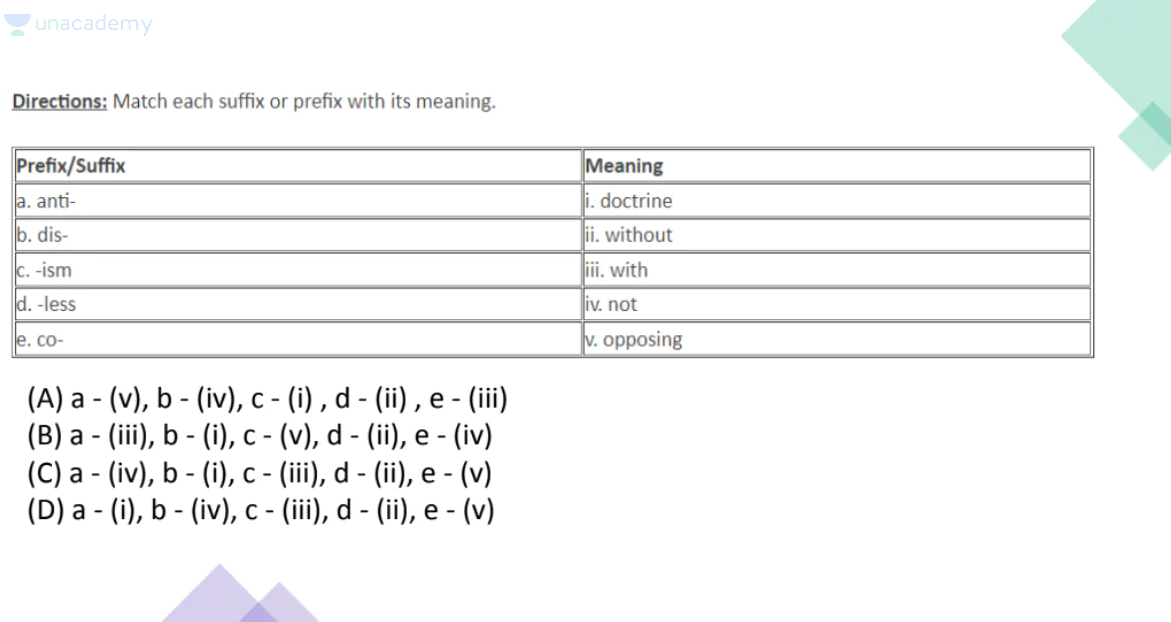 unacademy
Directions: Match each suffix or prefix with its meaning.
Prefix/Suffix Meaning
a. anti- i. doctrine
b. dis- ii. without
c. -ism iii. with
d. -less iv. not
e. co- v. opposing
(A) a - (v), b - (iv), c - (i) , d - (ii) , e - (iii)
(B) a - (iii), b - (i), c - (v), d - (ii), e - (iv)
(C) a - (iv), b - (i), c - (iii), d - (ii), e - (v)
(D) a - (i), b - (iv), c - (iii), d - (ii), e - (v)